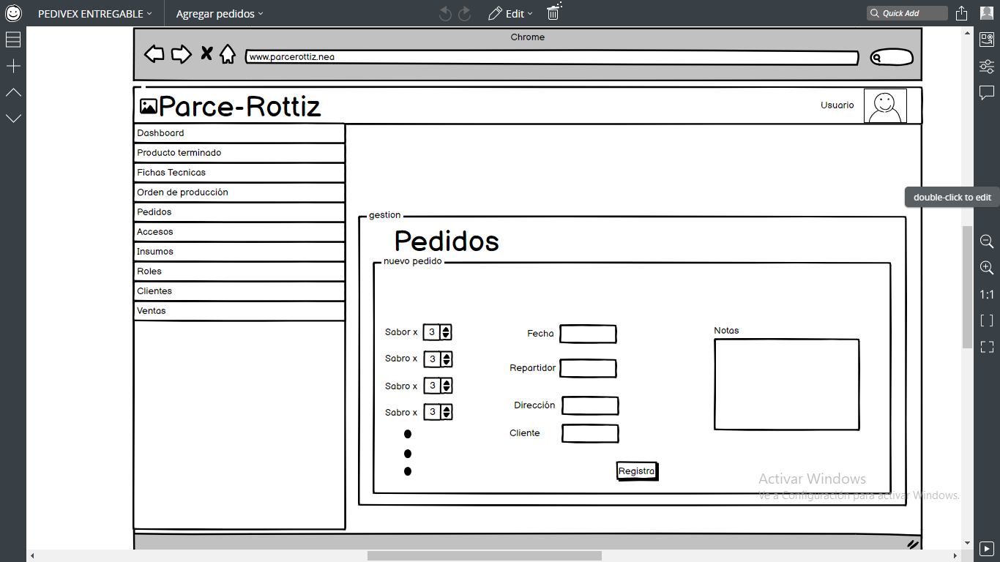 PEDIVEX ENTREGABLE
Agregar pedidos
Edit
Quick Add
Chrome
www.parcerottiz.nea
Parce-Rottiz
Usuario
Dashboard
Producto terminado
Fichas Tecnicas
Orden de producción
Pedidos
Accesos
Insumos
Roles
Clientes
Ventas
double-click to edit
gestion
Pedidos
nuevo pedido
Sabor x 3
Sabro x 3
Sabro x 3
Sabro x 3
Fecha
Repartidor
Dirección
Cliente
Notas
Registra
Activar Windows
Ve a Configuración para activar Windows.
1:1